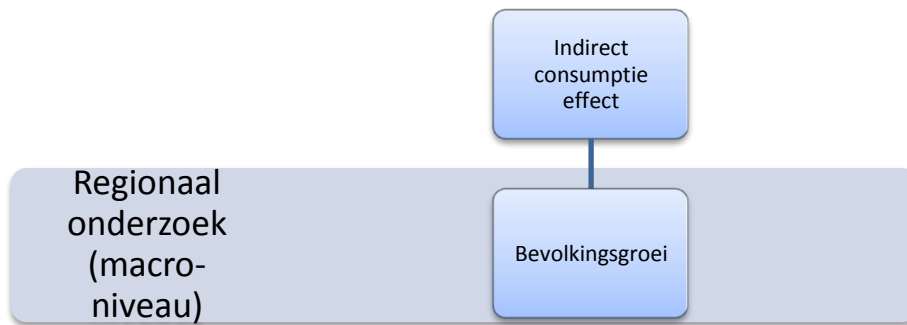 Indirect
consumptie
effect
Regionaal
onderzoek
(macro-
niveau)
Bevolkingsgroei